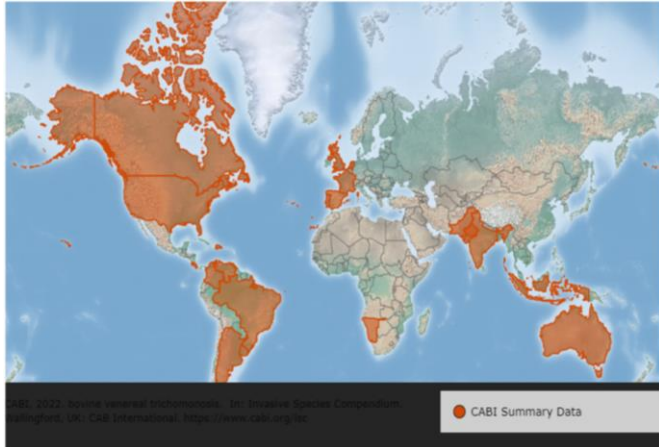 CABI, 2022. bovine venereal trichomonosis. In: Invasive Species Compendium.
Wallingford, UK: CAB International. https://www.cabi.org/isc
CABI Summary Data